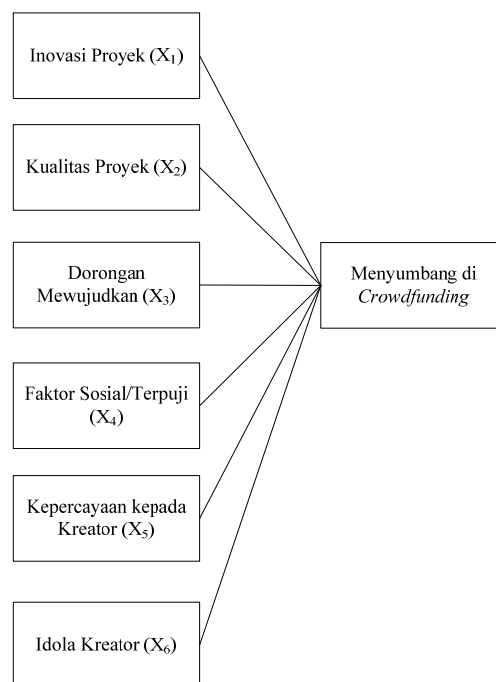 Inovasi Proyek (X₁)
Kualitas Proyek (X₂)
Dorongan
Mewujudkan (X₃)
Menyumbang di
Crowdfunding
Faktor Sosial/Terpuji
(X₄)
Kepercayaan kepada
Kreator (X₅)
Idola Kreator (X₆)